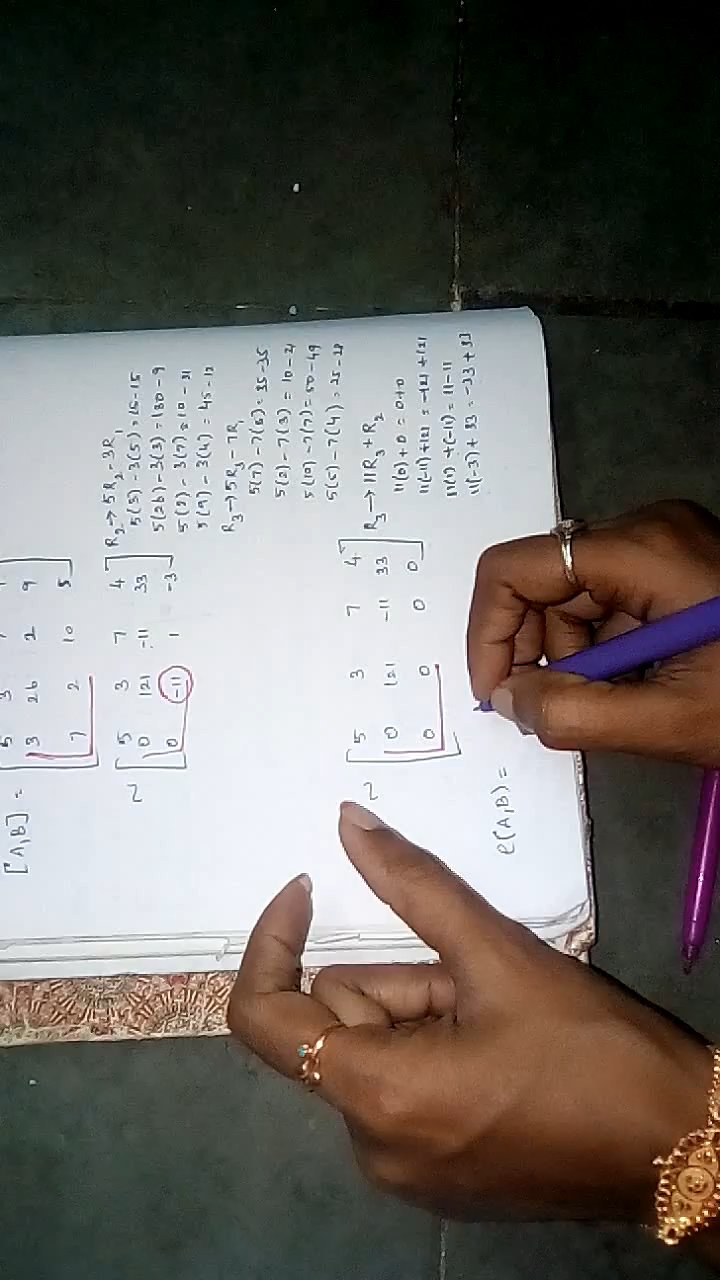 [A,B] = 5 3 7
3 26 2 9
7 2 10 5
~ 5 3 7 4 R2→5R2-3R1
0 121 -11 33 5(3)-3(5)=15-15
0 -11 1 -3 5(26)-3(3)=130-9
5(2)-3(7)=10-21
5(9)-3(4)=45-12
R3→5R3-7R1
5(7)-7(5)=35-35
5(2)-7(3)=10-21
5(10)-7(7)=50-49
5(5)-7(4)=25-28
~ 5 3 7 4 R3→11R3+R2
0 121 -11 33 11(0)+0=0+0
0 0 0 0 11(-11)+121=-121+121
11(1)+(-11)=11-11
11(-3)+33=-33+33
e(A,B)=